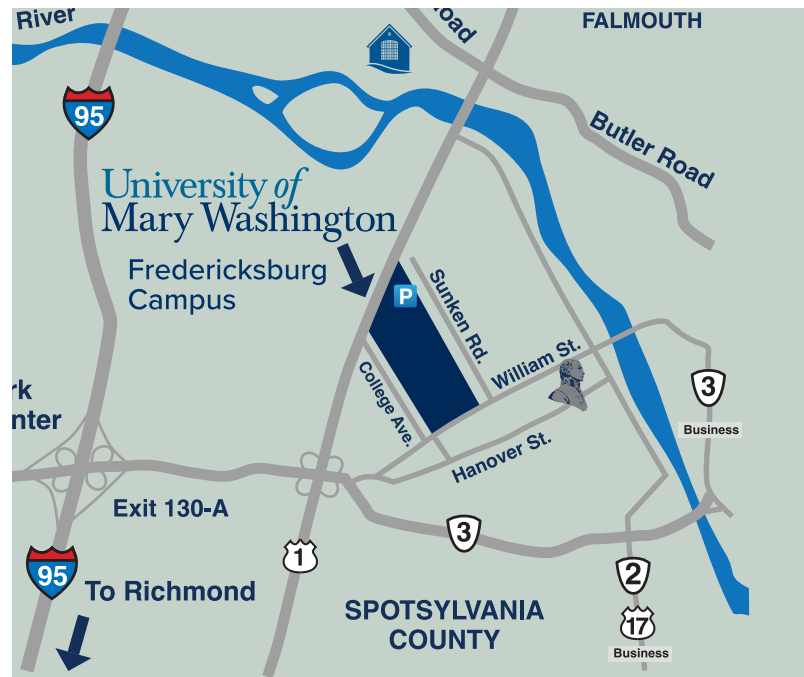 River
Road
FALMOUTH
95
Butler Road
University of
Mary Washington
Fredericksburg
Campus
P
Sunken Rd.
William St.
College Ave.
Hanover St.
3
Business
Exit 130-A
3
1
95
To Richmond
2
17
Business
SPOTSYLVANIA
COUNTY